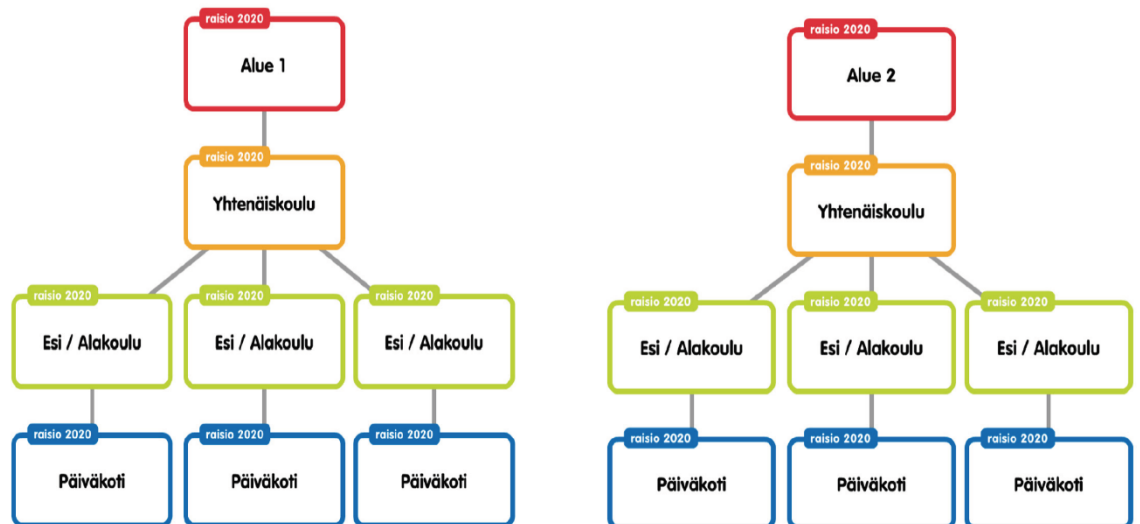 raisio 2020
Alue 1
raisio 2020
Yhtenäiskoulu
raisio 2020
raisio 2020
raisio 2020
Esi / Alakoulu
Esi / Alakoulu
Esi / Alakoulu
raisio 2020
raisio 2020
raisio 2020
Päiväkoti
Päiväkoti
Päiväkoti
raisio 2020
Alue 2
raisio 2020
Yhtenäiskoulu
raisio 2020
raisio 2020
raisio 2020
Esi / Alakoulu
Esi / Alakoulu
Esi / Alakoulu
raisio 2020
raisio 2020
raisio 2020
Päiväkoti
Päiväkoti
Päiväkoti